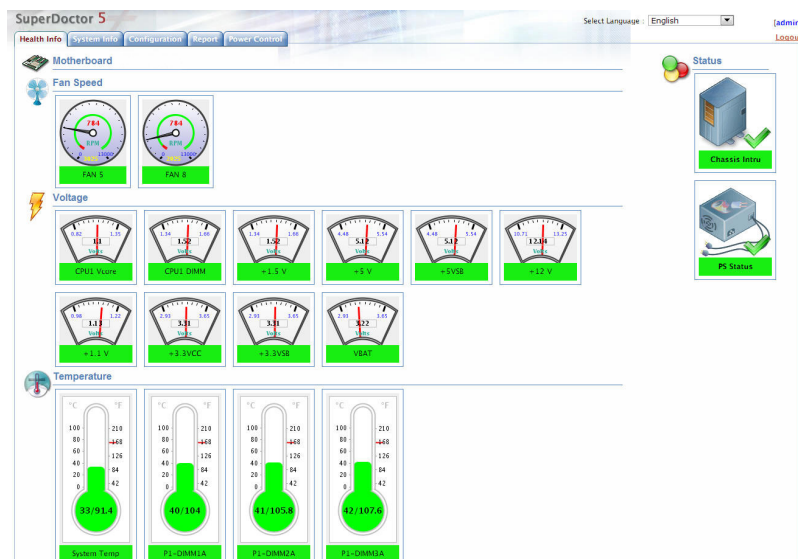 SuperDoctor 5
Select Language : English
[admin
Logou
Health Info System Info Configuration Report Power Control
Motherboard
Status
Fan Speed
784 784
RPM RPM
0 13000 0 13000
FAN 5 FAN 8
Chassis Intru
Voltage
0.82 1.35 1.34 1.66 1.34 1.66 4.48 5.54 4.48 5.54 10.71 13.25
1.1 1.52 1.52 5.12 5.12 12.14
Volts Volts Volts Volts Volts Volts
CPU1 Vcore CPU1 DIMM +1.5 V +5 V +5VSB +12 V
PS Status
0.98 1.22 2.93 3.65 2.93 3.65 2.93 3.65
1.13 3.31 3.31 3.22
Volts Volts Volts Volts
+1.1 V +3.3VCC +3.3VSB VBAT
Temperature
°C °F °C °F °C °F °C °F
100 210 100 210 100 210 100 210
80 168 80 168 80 168 80 168
60 126 60 126 60 126 60 126
40 84 40 84 40 84 40 84
20 42 20 42 20 42 20 42
0 0 0 0
33/91.4 40/104 41/105.8 42/107.6
System Temp P1-DIMM1A P1-DIMM2A P1-DIMM3A